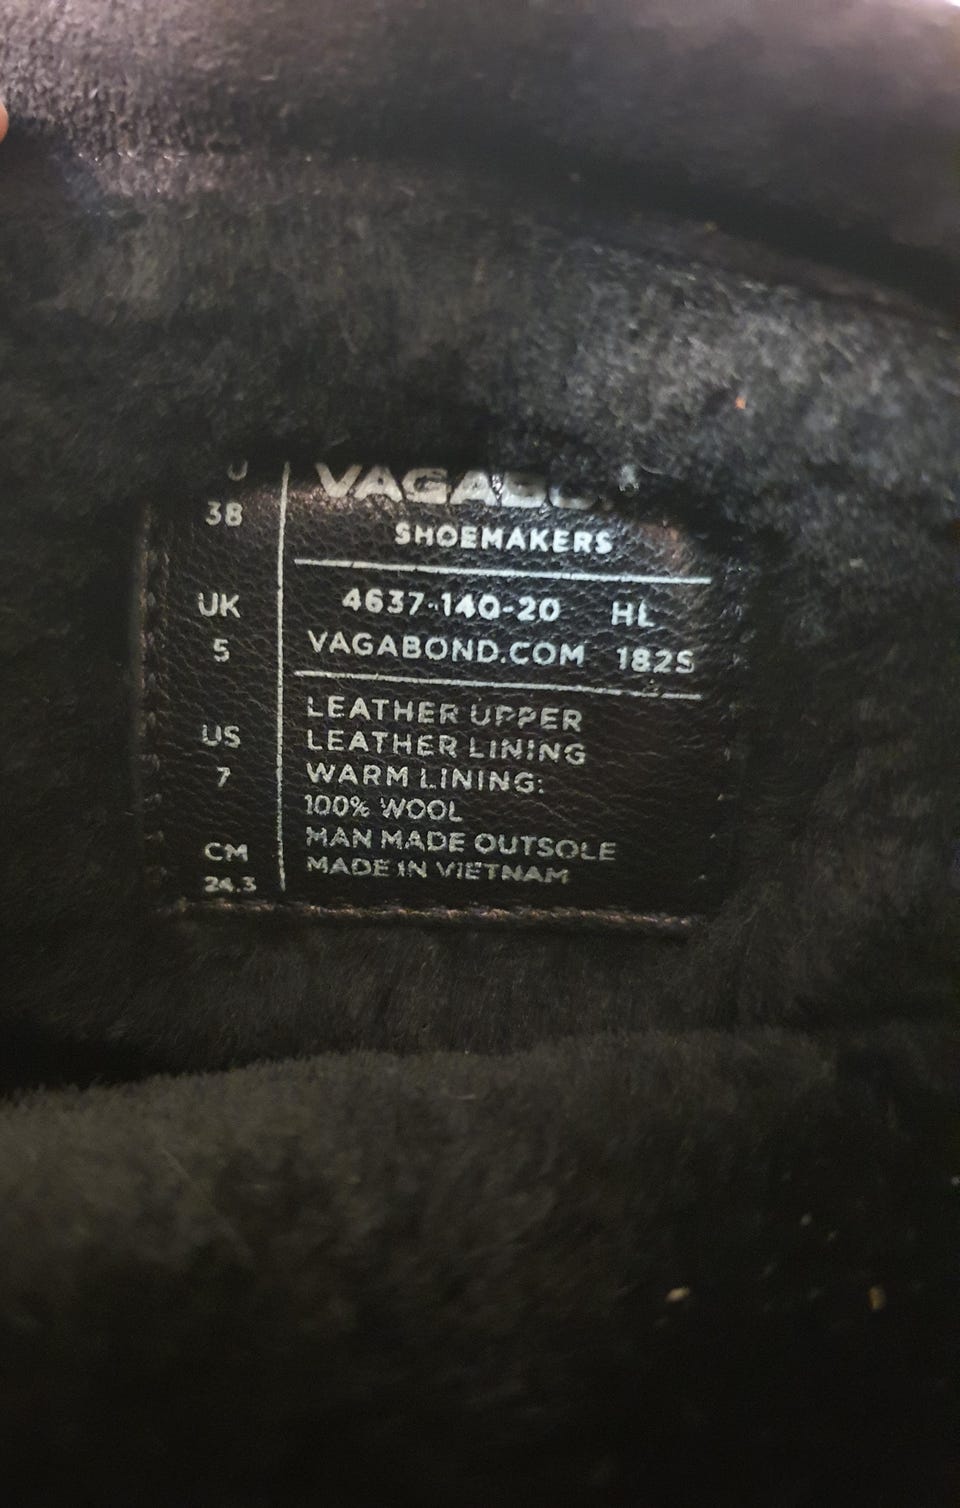 38
UK
5
US
7
CM
24.3
SHOEMAKERS
4637-140-20 HL
VAGABOND.COM 182S
LEATHER UPPER
LEATHER LINING
WARM LINING:
100% WOOL
MAN MADE OUTSOLE
MADE IN VIETNAM